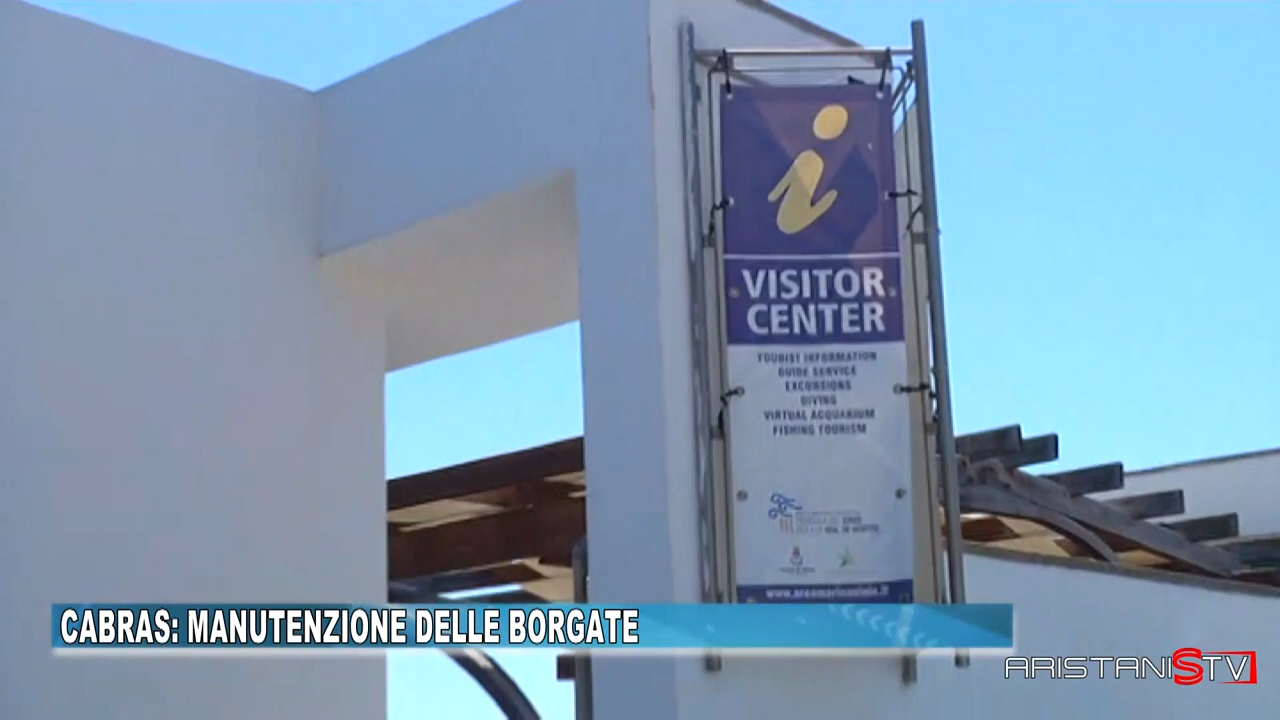 i
VISITOR
CENTER
TOURIST INFORMATION
GUIDE SERVICE
EXCURSIONS
DIVING
VIRTUAL ACQUARIUM
FISHING TOURISM
CABRAS: MANUTENZIONE DELLE BORGATE
ARISTANISTV